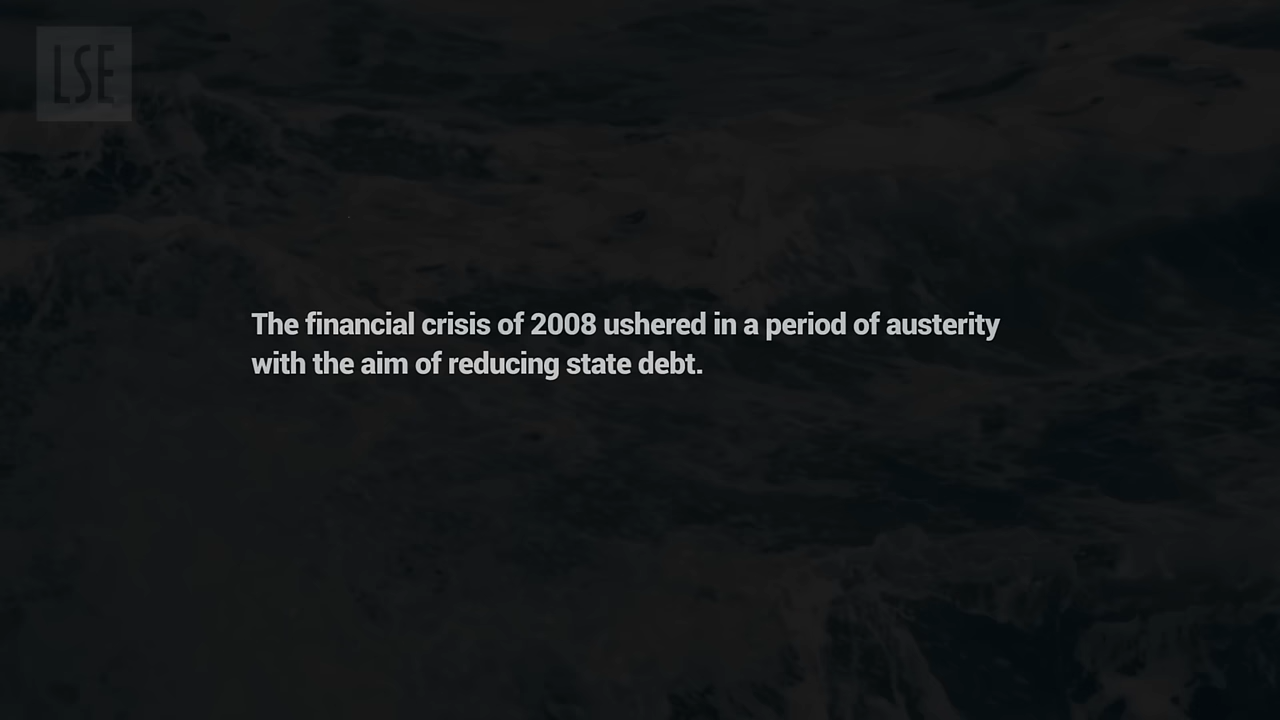 LSE
The financial crisis of 2008 ushered in a period of austerity
with the aim of reducing state debt.